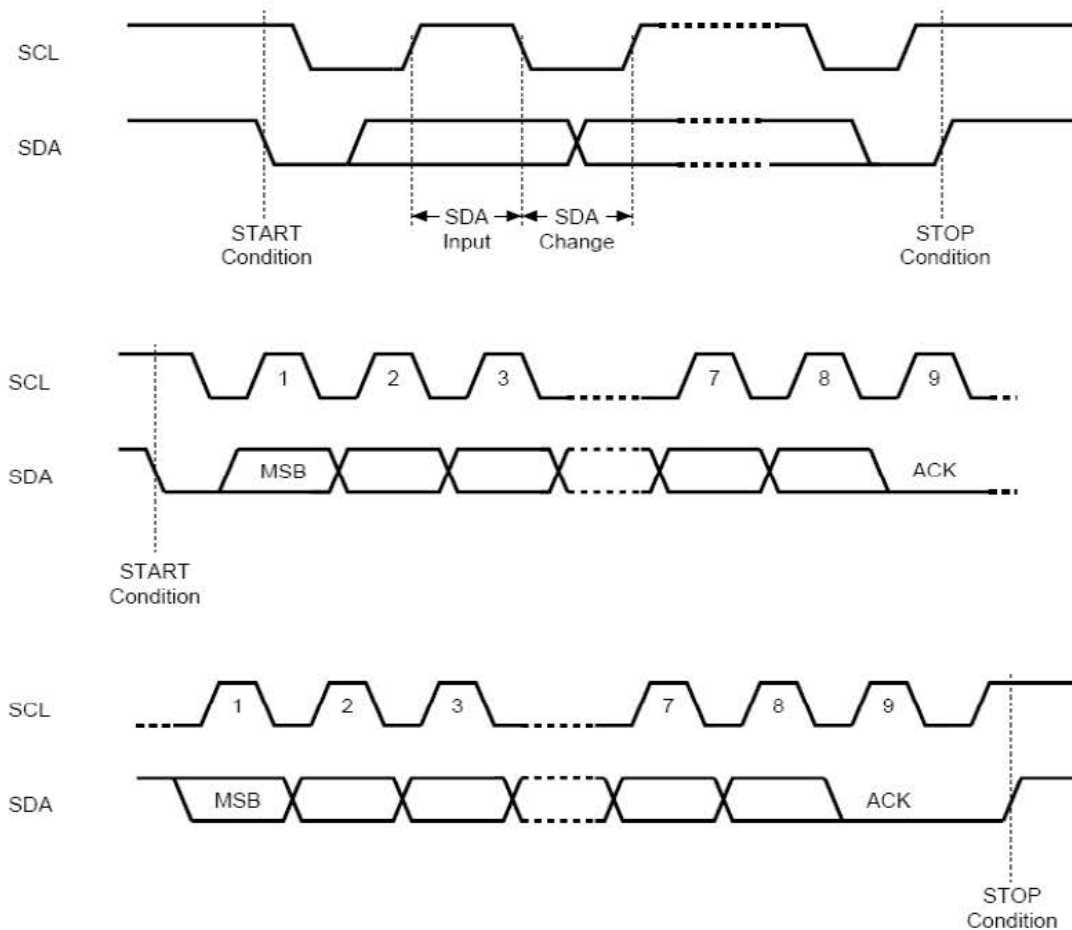 SCL
SDA
START
Condition
SDA
Input
SDA
Change
STOP
Condition
SCL
1 2 3 7 8 9
SDA
MSB ACK
START
Condition
SCL
1 2 3 7 8 9
SDA
MSB ACK
STOP
Condition